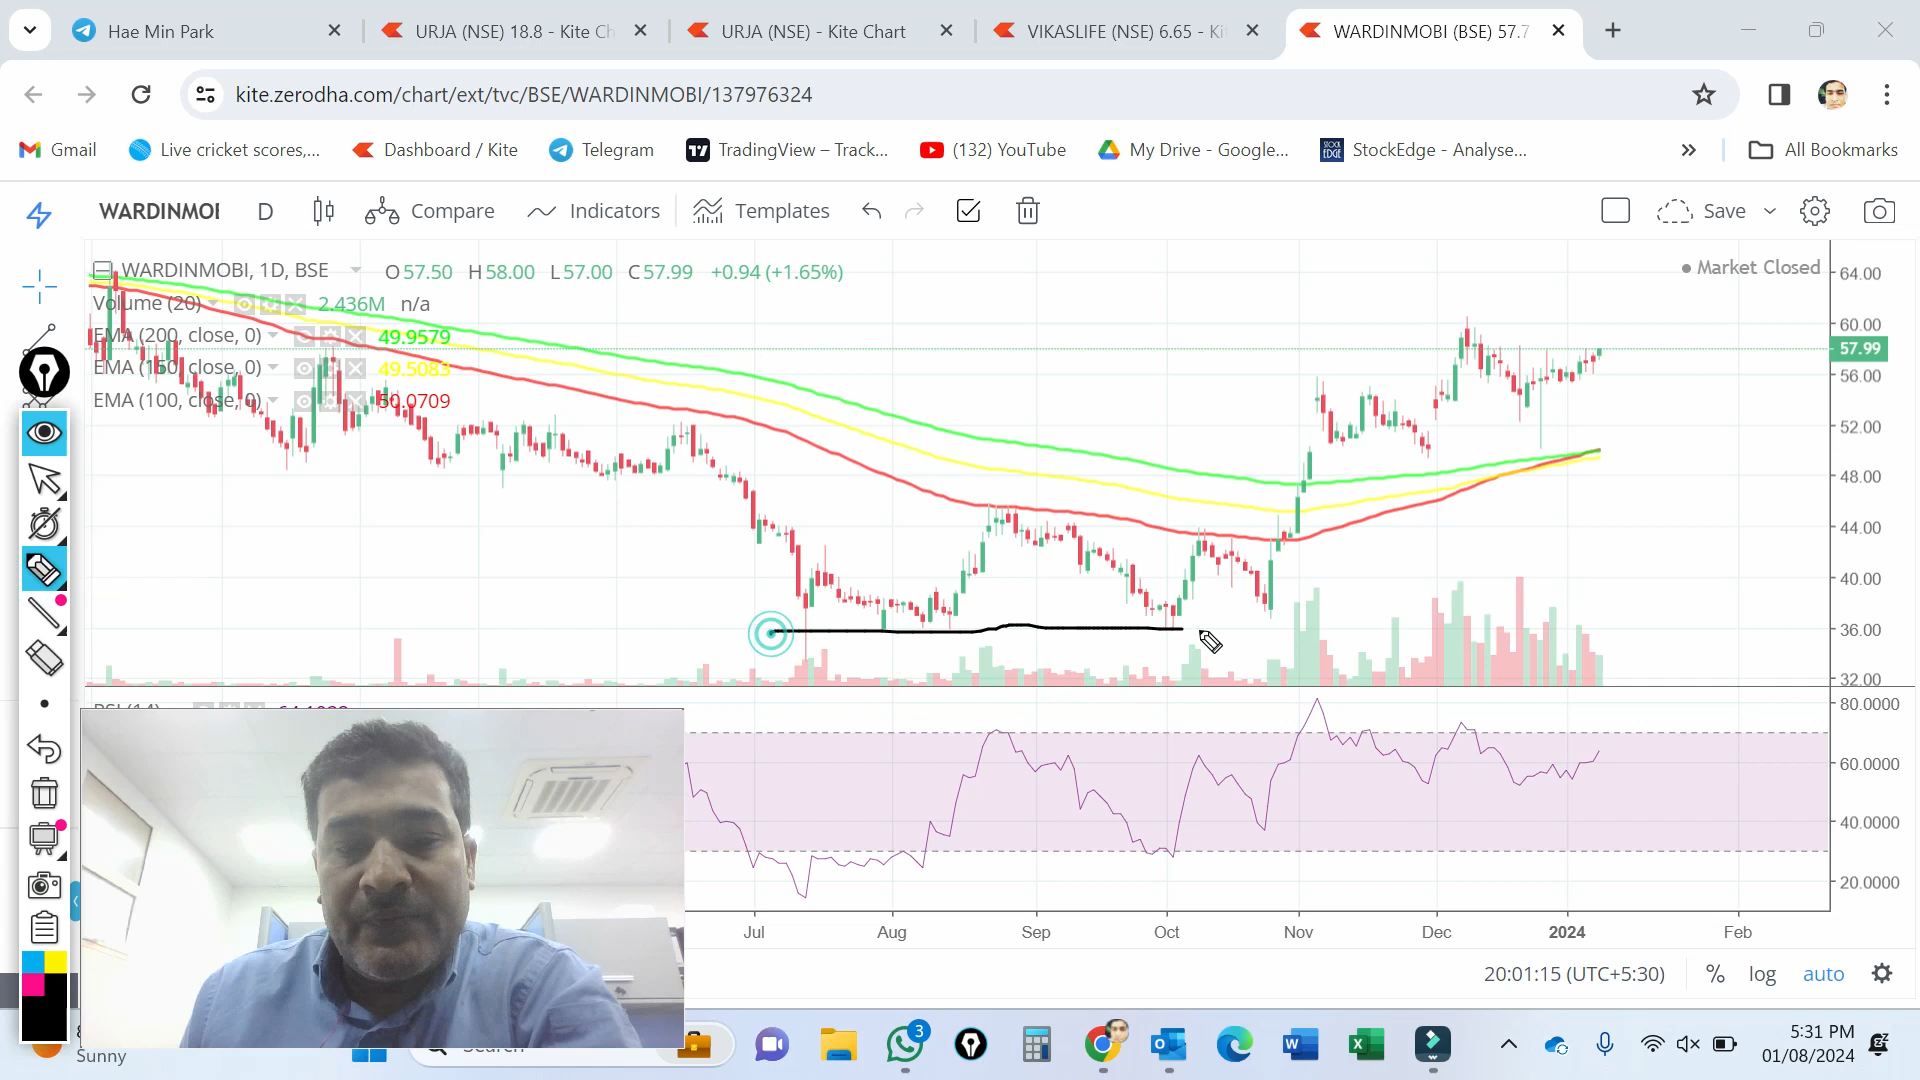 Hae Min Park
URJA (NSE) 18.8 - Kite Ch
URJA (NSE) - Kite Chart
VIKASLIFE (NSE) 6.65 - Ki
WARDINMOBI (BSE) 57.7
kite.zerodha.com/chart/ext/tvc/BSE/WARDINMOBI/137976324
Gmail
Live cricket scores,...
Dashboard / Kite
Telegram
TradingView – Track...
(132) YouTube
My Drive - Google...
STOCK EDGE
StockEdge - Analyse...
All Bookmarks
WARDINMOB
D
Compare
Indicators
Templates
Save
WARDINMOBI, 1D, BSE
O57.50 H58.00 L57.00 C57.99 +0.94 (+1.65%)
Market Closed
Volume (20) 2.436M n/a
EMA (200, close, 0) 49.9579
EMA (150, close, 0) 49.5083
EMA (100, close, 0) 50.0709
64.00
60.00
57.99
56.00
52.00
48.00
44.00
40.00
36.00
32.00
80.0000
60.0000
40.0000
20.0000
Jul
Aug
Sep
Oct
Nov
Dec
2024
Feb
20:01:15 (UTC+5:30)
%
log
auto
Sunny
3
5:31 PM
01/08/2024